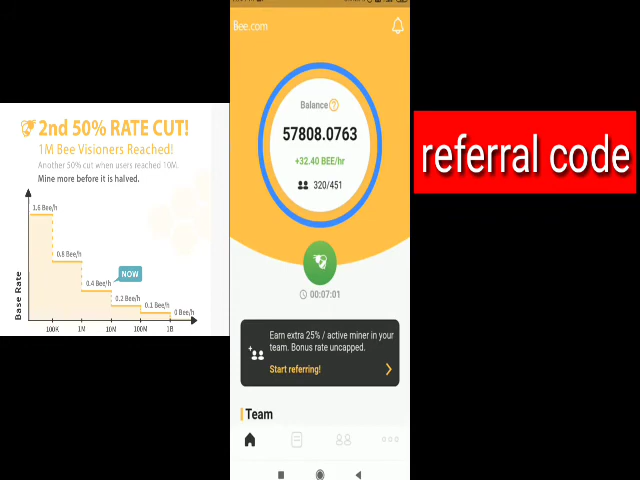 2nd 50% RATE CUT!
1M Bee Visioners Reached!
Another 50% cut when users reached 10M.
Mine more before it is halved.
1.6 Bee/h
0.8 Bee/h
NOW
0.4 Bee/h
0.2 Bee/h
0.1 Bee/h
0 Bee/h
Base Rate
100K
1M
10M
100M
1B
Bee.com
Balance ?
57808.0763
+32.40 BEE/hr
320/451
00:07:01
Earn extra 25% / active miner in your
team. Bonus rate uncapped.
Start referring!
Team
referral code